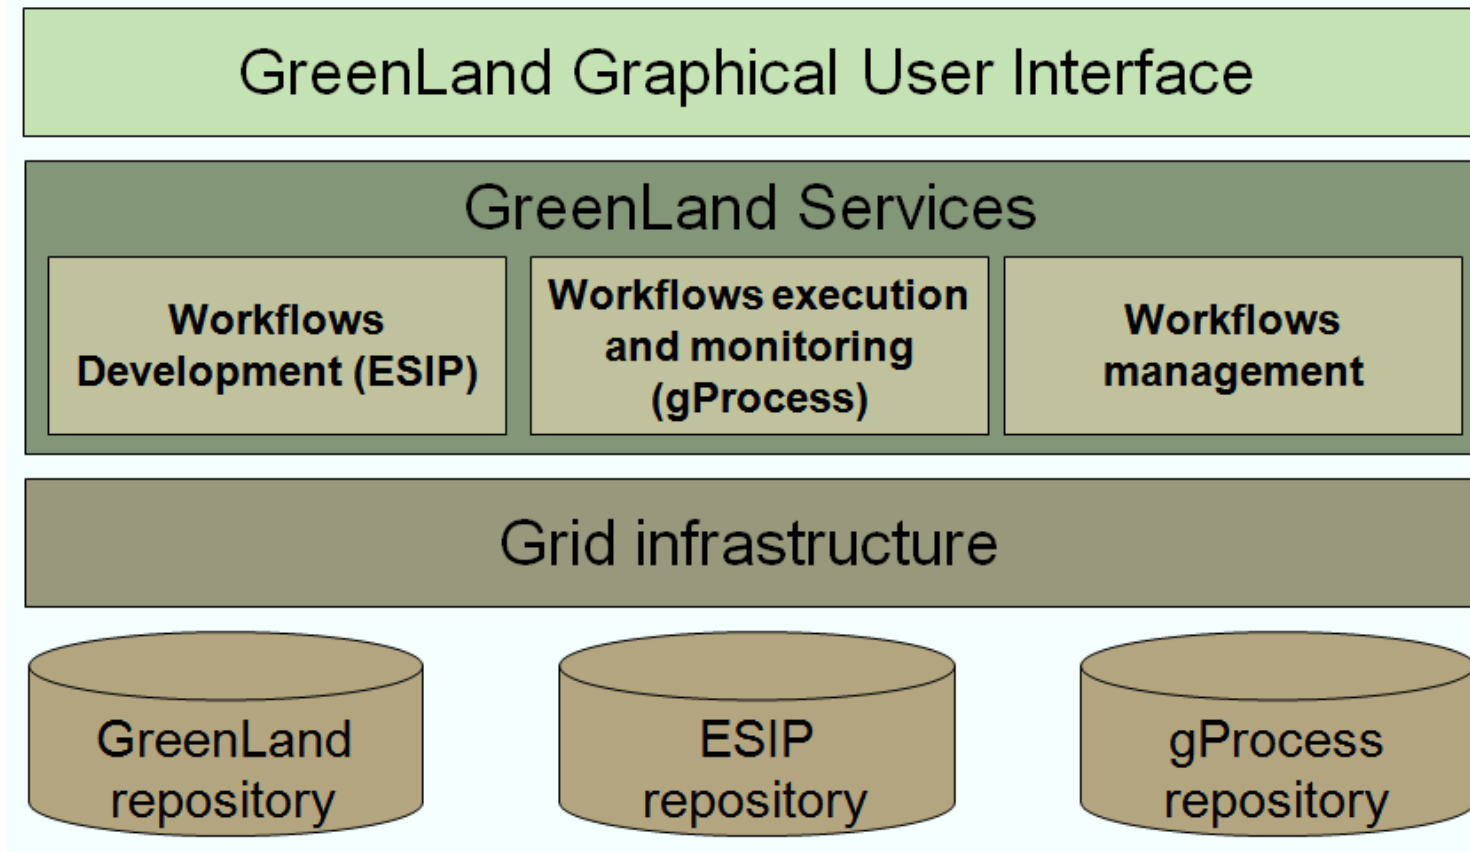 GreenLand Graphical User Interface
GreenLand Services
Workflows
Development (ESIP)
Workflows execution
and monitoring
(gProcess)
Workflows
management
Grid infrastructure
GreenLand
repository
ESIP
repository
gProcess
repository